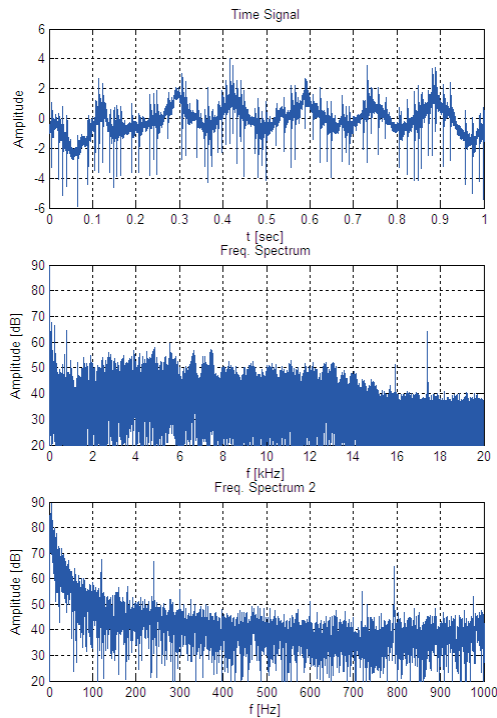 Time Signal
6
4
2
0
-2
4
-6
Amplitude
0 0.1 0.2 0.3 0.4 0.5 0.6 0.7 0.8 0.9 1
t [sec]
Freq. Spectrum
90
80
70
60
50
40
30
20
Amplitude [dB]
0 2 4 6 8 10 12 14 16 18 20
f [kHz]
Freq. Spectrum 2
90
80
70
60
50
40
30
20
Amplitude [dB]
0 100 200 300 400 500 600 700 800 900 1000
f [Hz]